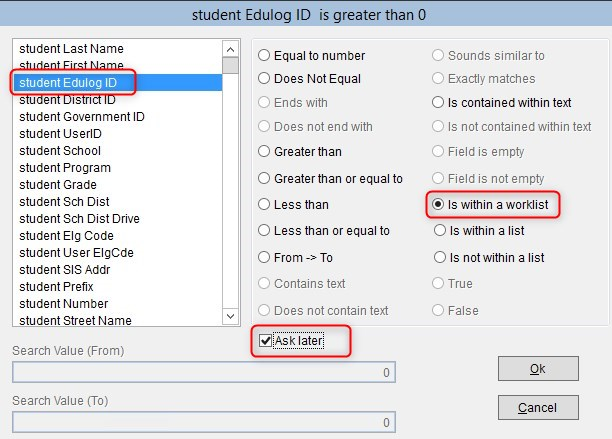 student Edulog ID  is greater than 0
student Last Name
student First Name
student Edulog ID
student District ID
student Government ID
student UserID
student School
student Program
student Grade
student Sch Dist
student Sch Dist Drive
student Elg Code
student User ElgCde
student SIS Addr
student Prefix
student Number
student Street Name
Equal to number
Does Not Equal
Ends with
Does not end with
Greater than
Greater than or equal to
Less than
Less than or equal to
From -> To
Contains text
Does not contain text
Sounds similar to
Exactly matches
Is contained within text
Is not contained within text
Field is empty
Field is not empty
Is within a worklist
Is within a list
Is not within a list
True
False
Ask later
Search Value (From)
0
Search Value (To)
0
Ok
Cancel